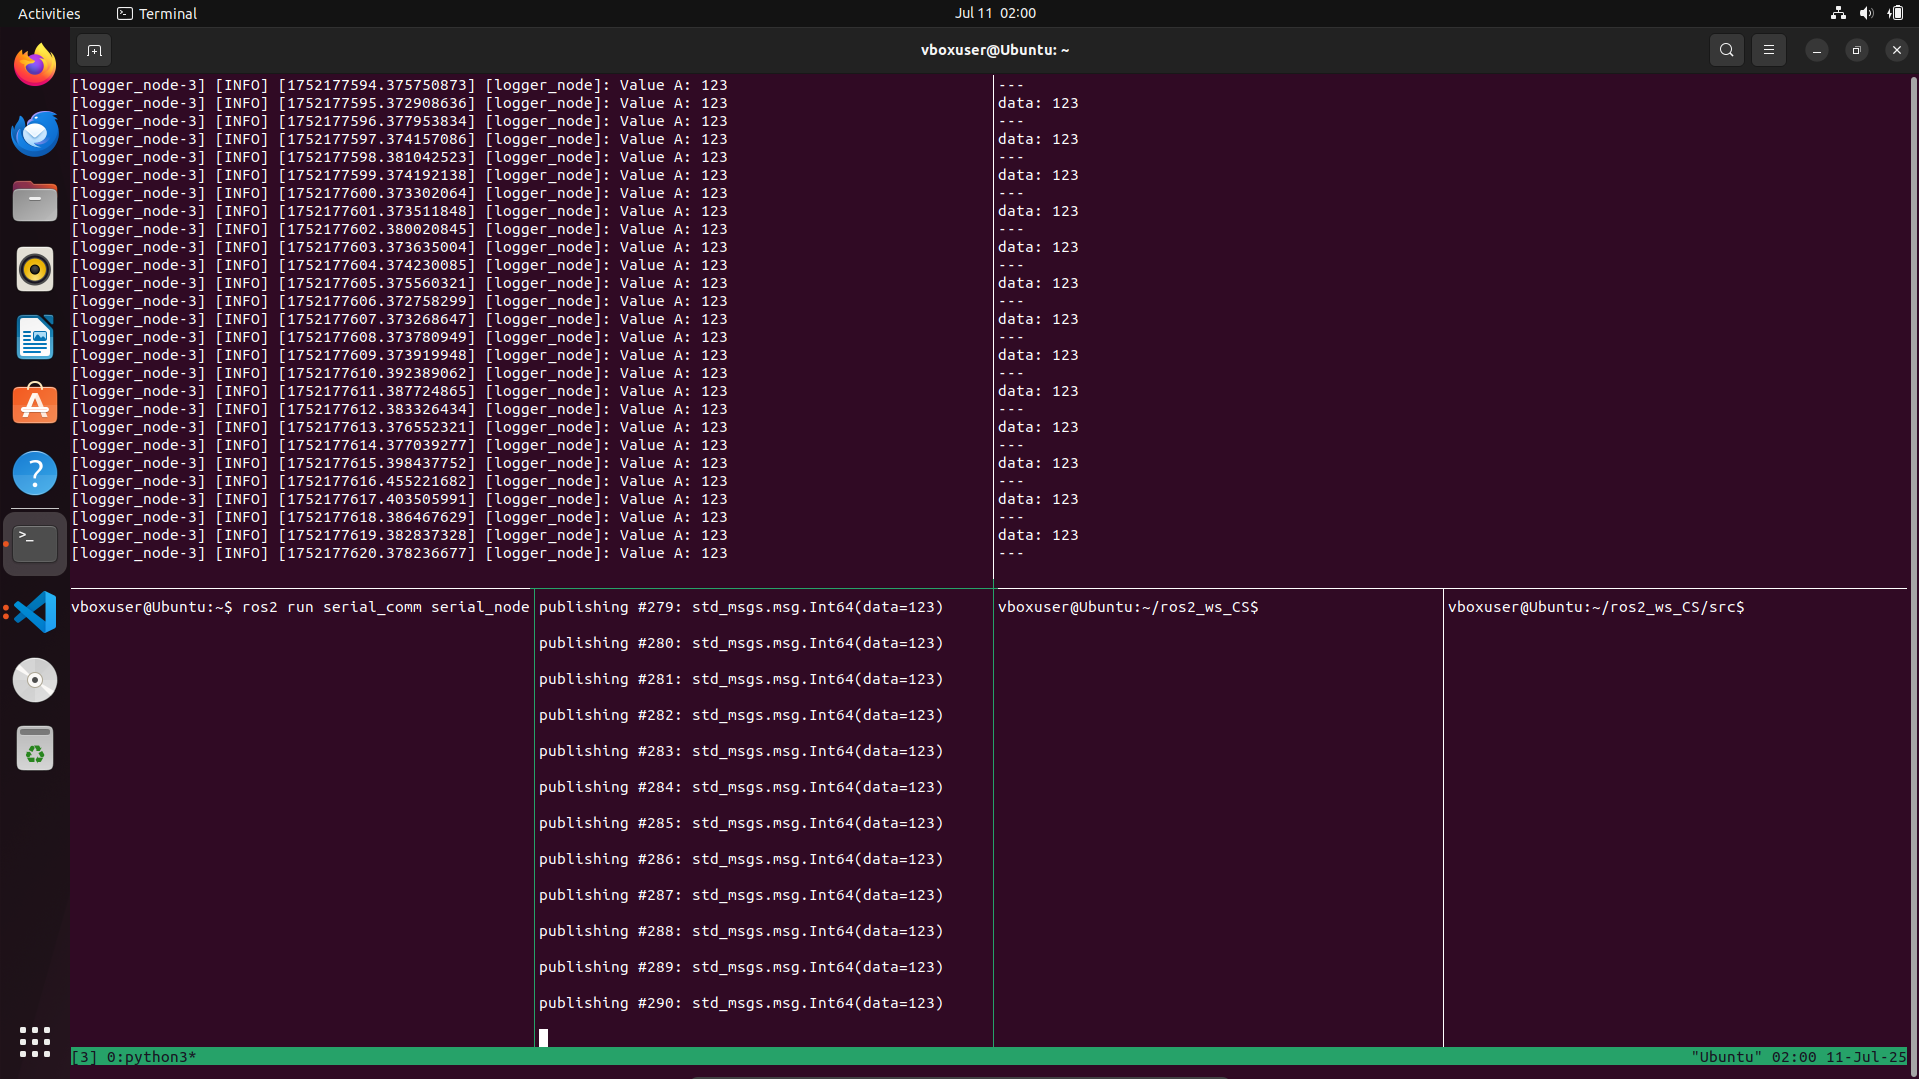 Activities
Terminal
Jul 11 02:00
vboxuser@Ubuntu: ~
[logger_node-3] [INFO] [1752177594.375750873] [logger_node]: Value A: 123
[logger_node-3] [INFO] [1752177595.372908636] [logger_node]: Value A: 123
[logger_node-3] [INFO] [1752177596.377953834] [logger_node]: Value A: 123
[logger_node-3] [INFO] [1752177597.374157086] [logger_node]: Value A: 123
[logger_node-3] [INFO] [1752177598.381042523] [logger_node]: Value A: 123
[logger_node-3] [INFO] [1752177599.374192138] [logger_node]: Value A: 123
[logger_node-3] [INFO] [1752177600.373302064] [logger_node]: Value A: 123
[logger_node-3] [INFO] [1752177601.373511848] [logger_node]: Value A: 123
[logger_node-3] [INFO] [1752177602.380020845] [logger_node]: Value A: 123
[logger_node-3] [INFO] [1752177603.373635004] [logger_node]: Value A: 123
[logger_node-3] [INFO] [1752177604.374230085] [logger_node]: Value A: 123
[logger_node-3] [INFO] [1752177605.375560321] [logger_node]: Value A: 123
[logger_node-3] [INFO] [1752177606.372758299] [logger_node]: Value A: 123
[logger_node-3] [INFO] [1752177607.373268647] [logger_node]: Value A: 123
[logger_node-3] [INFO] [1752177608.373780949] [logger_node]: Value A: 123
[logger_node-3] [INFO] [1752177609.373919948] [logger_node]: Value A: 123
[logger_node-3] [INFO] [1752177610.392389062] [logger_node]: Value A: 123
[logger_node-3] [INFO] [1752177611.387724865] [logger_node]: Value A: 123
[logger_node-3] [INFO] [1752177612.383326434] [logger_node]: Value A: 123
[logger_node-3] [INFO] [1752177613.376552321] [logger_node]: Value A: 123
[logger_node-3] [INFO] [1752177614.377039277] [logger_node]: Value A: 123
[logger_node-3] [INFO] [1752177615.398437752] [logger_node]: Value A: 123
[logger_node-3] [INFO] [1752177616.455221682] [logger_node]: Value A: 123
[logger_node-3] [INFO] [1752177617.403505991] [logger_node]: Value A: 123
[logger_node-3] [INFO] [1752177618.386467629] [logger_node]: Value A: 123
[logger_node-3] [INFO] [1752177619.382837328] [logger_node]: Value A: 123
[logger_node-3] [INFO] [1752177620.378236677] [logger_node]: Value A: 123
---
data: 123
---
data: 123
---
data: 123
---
data: 123
---
data: 123
---
data: 123
---
data: 123
---
data: 123
---
data: 123
---
data: 123
---
data: 123
---
data: 123
---
data: 123
---
vboxuser@Ubuntu:~$ ros2 run serial_comm serial_node
publishing #279: std_msgs.msg.Int64(data=123)
publishing #280: std_msgs.msg.Int64(data=123)
publishing #281: std_msgs.msg.Int64(data=123)
publishing #282: std_msgs.msg.Int64(data=123)
publishing #283: std_msgs.msg.Int64(data=123)
publishing #284: std_msgs.msg.Int64(data=123)
publishing #285: std_msgs.msg.Int64(data=123)
publishing #286: std_msgs.msg.Int64(data=123)
publishing #287: std_msgs.msg.Int64(data=123)
publishing #288: std_msgs.msg.Int64(data=123)
publishing #289: std_msgs.msg.Int64(data=123)
publishing #290: std_msgs.msg.Int64(data=123)
vboxuser@Ubuntu:~/ros2_ws_CS$
vboxuser@Ubuntu:~/ros2_ws_CS/src$
[3] 0:python3*
"Ubuntu" 02:00 11-Jul-25